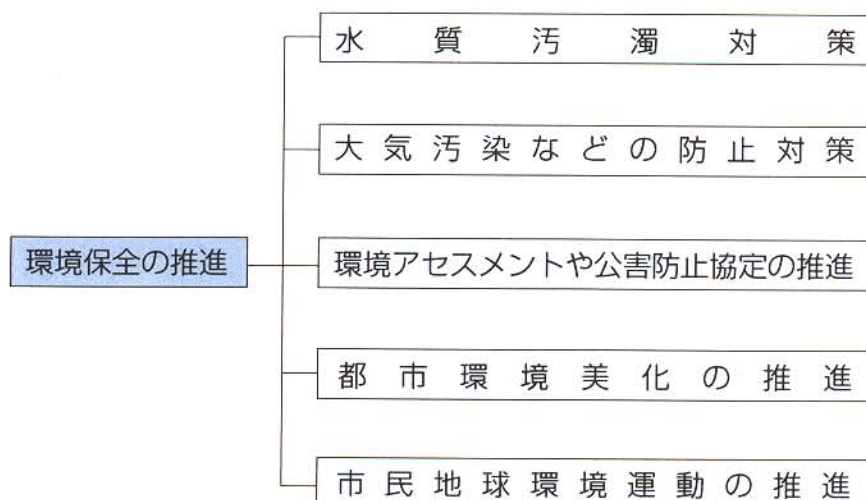 環境保全の推進
水質汚濁対策
大気汚染などの防止対策
環境アセスメントや公害防止協定の推進
都市環境美化の推進
市民地球環境運動の推進